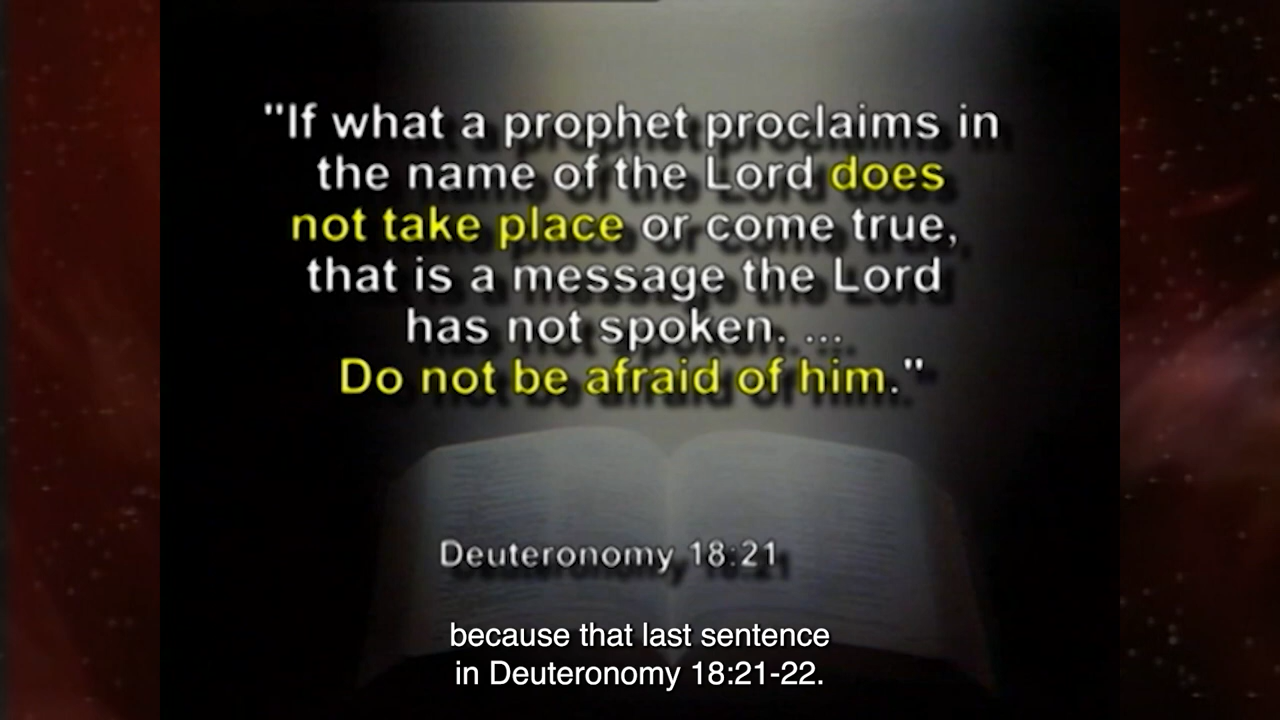 "If what a prophet proclaims in
the name of the Lord does
not take place or come true,
that is a message the Lord
has not spoken. ...
Do not be afraid of him."
Deuteronomy 18:21
because that last sentence
in Deuteronomy 18:21-22.